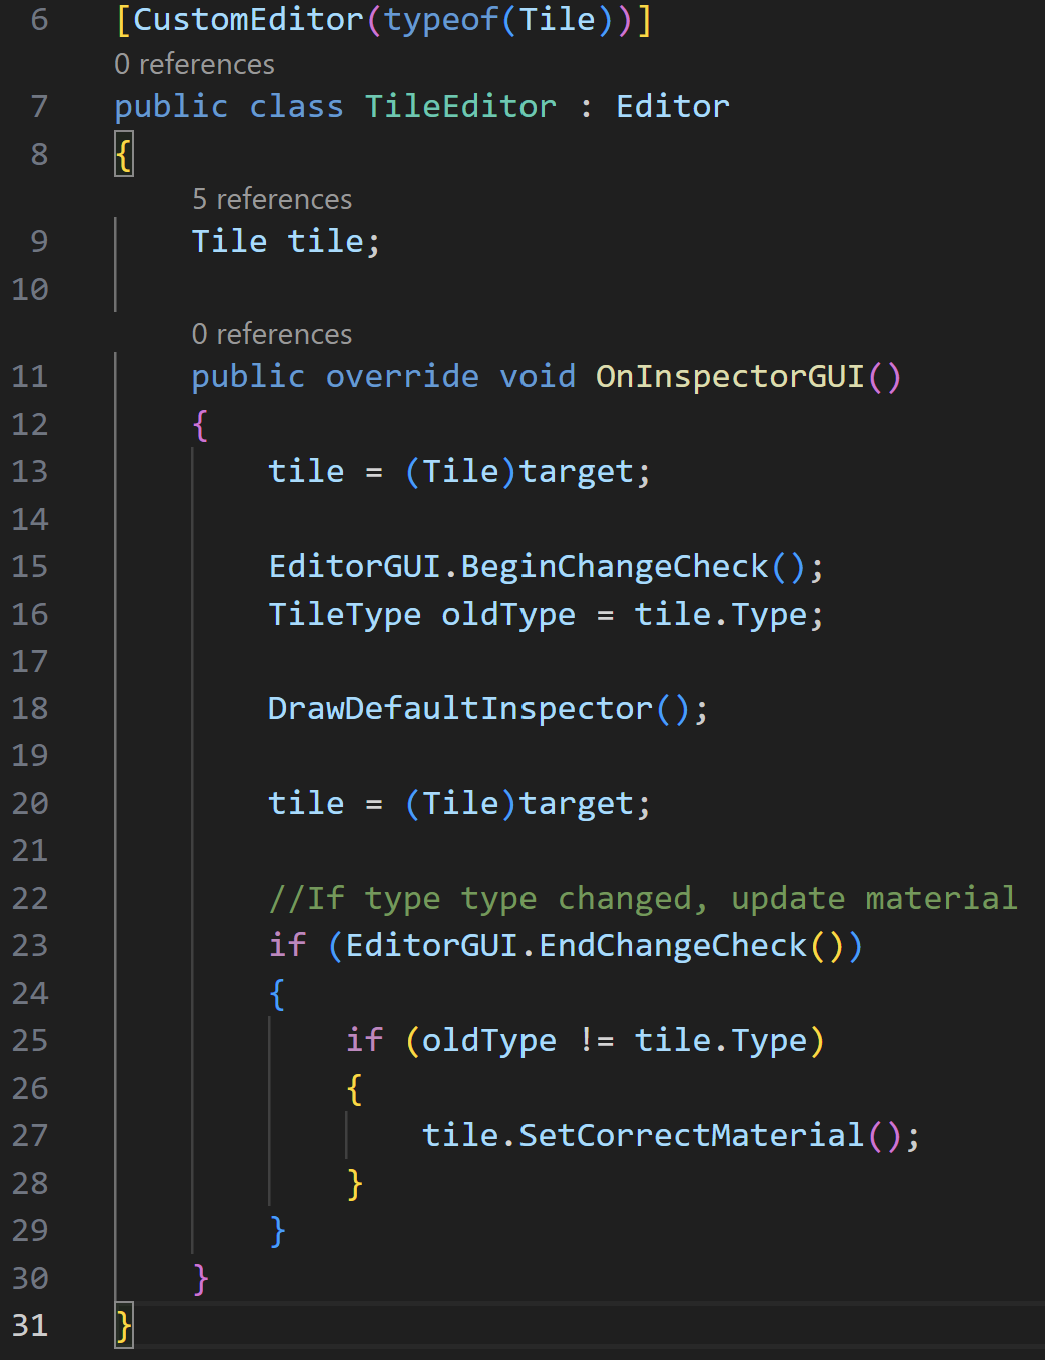 6 [CustomEditor(typeof(Tile))]
0 references
7 public class TileEditor : Editor
8 {
5 references
9 Tile tile;
10
0 references
11 public override void OnInspectorGUI()
12 {
13 tile = (Tile)target;
14
15 EditorGUI.BeginChangeCheck();
16 TileType oldType = tile.Type;
17
18 DrawDefaultInspector();
19
20 tile = (Tile)target;
21
22 //If type type changed, update material
23 if (EditorGUI.EndChangeCheck())
24 {
25 if (oldType != tile.Type)
26 {
27 tile.SetCorrectMaterial();
28 }
29 }
30 }
31 }